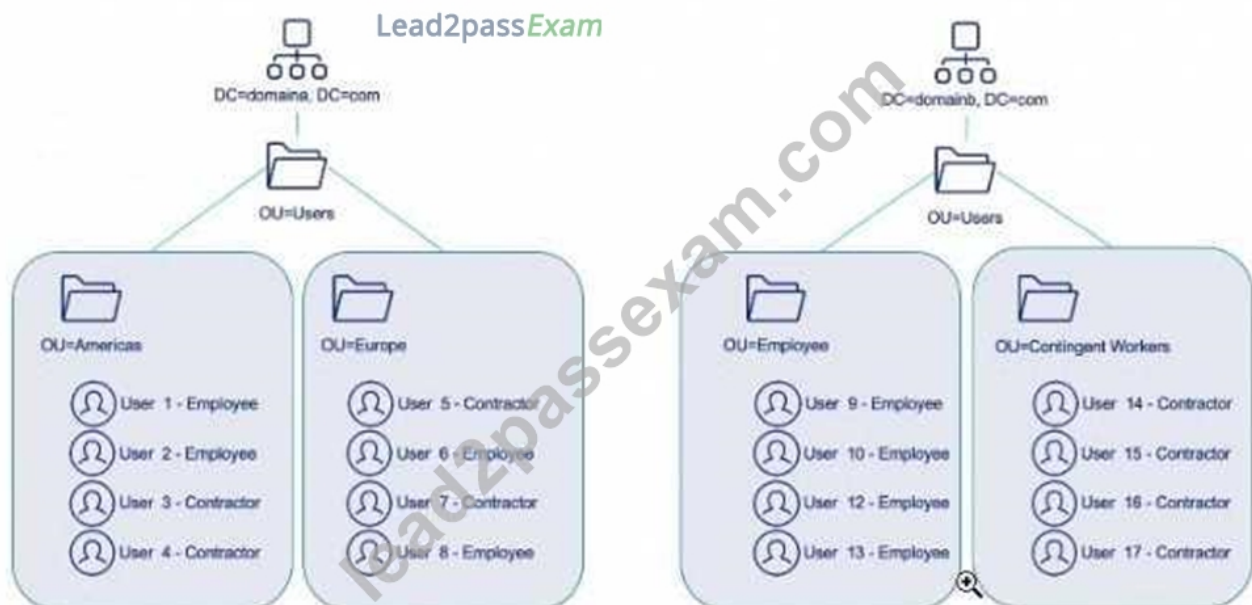 Lead2passExam
DC=domaina, DC=com
OU=Users
OU=Americas
User 1 - Employee
User 2 - Employee
User 3 - Contractor
User 4 - Contractor
OU=Europe
User 5 - Contractor
User 6 - Employee
User 7 - Contractor
User 8 - Employee
DC=domainb, DC=com
OU=Users
OU=Employee
User 9 - Employee
User 10 - Employee
User 12 - Employee
User 13 - Employee
OU=Contingent Workers
User 14 - Contractor
User 15 - Contractor
User 16 - Contractor
User 17 - Contractor
lead2passexam.com